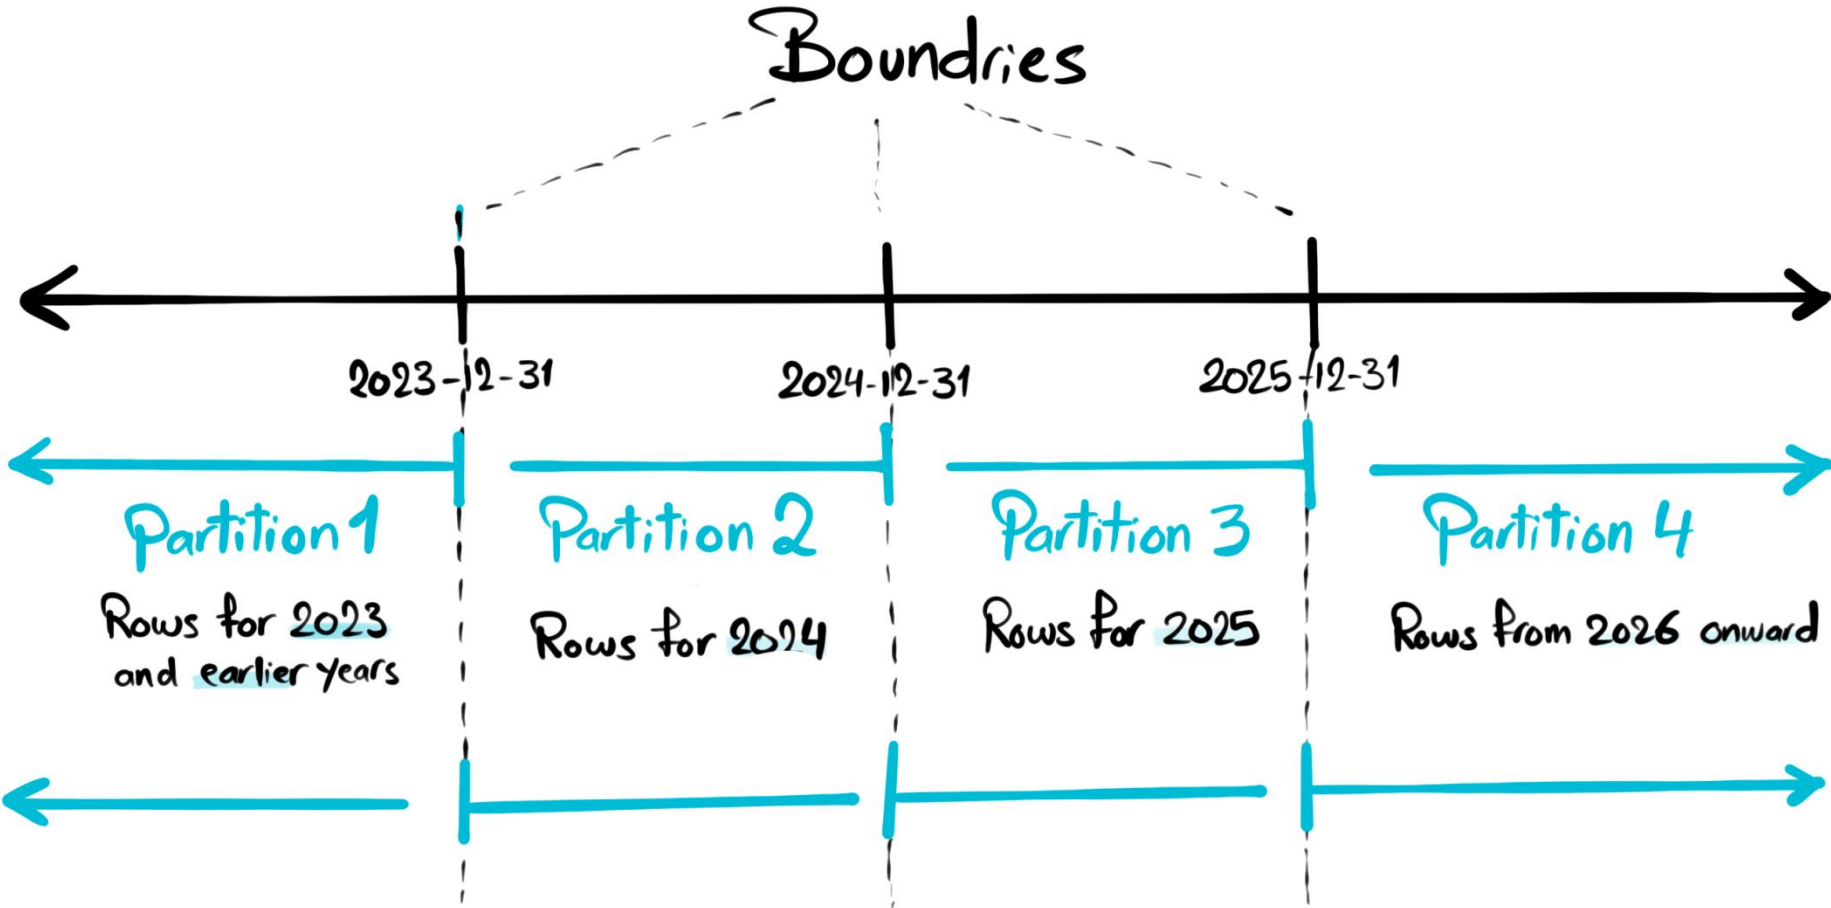 Boundries
2023-12-31
2024-12-31
2025-12-31
Partition 1
Partition 2
Partition 3
Partition 4
Rows for 2023
and earlier years
Rows for 2024
Rows for 2025
Rows from 2026 onward